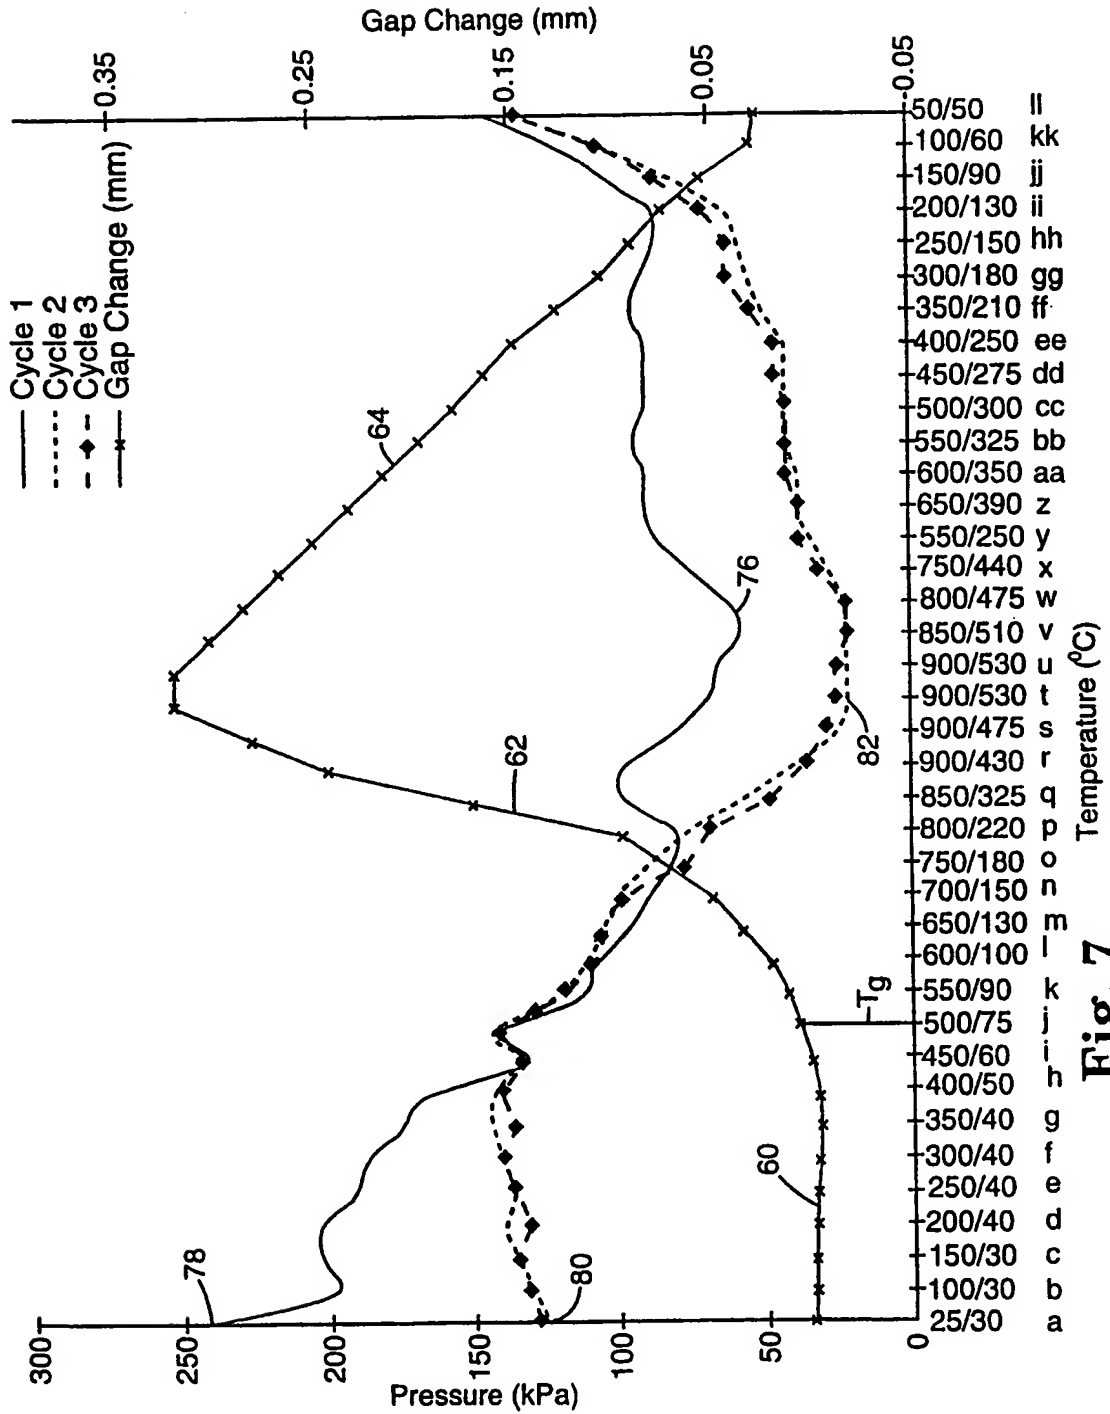 Cycle 1
Cycle 2
Cycle 3
Gap Change (mm)
Pressure (kPa)
300
250
200
150
100
50
0
Gap Change (mm)
0.35
0.25
0.15
0.05
-0.05
78
80
60
62
64
76
82
Tg
25/30 a
100/30 b
150/30 c
200/40 d
250/40 e
300/40 f
350/40 g
400/50 h
450/60 i
500/75 j
550/90 k
600/100 l
650/130 m
700/150 n
750/180 o
800/220 p
850/325 q
900/430 r
900/475 s
900/530 t
900/530 u
850/510 v
800/475 w
750/440 x
550/250 y
650/390 z
600/350 aa
550/325 bb
500/300 cc
450/275 dd
400/250 ee
350/210 ff
300/180 gg
250/150 hh
200/130 ii
150/90 jj
100/60 kk
50/50 ll
Temperature (⁰C)
Fig. 7